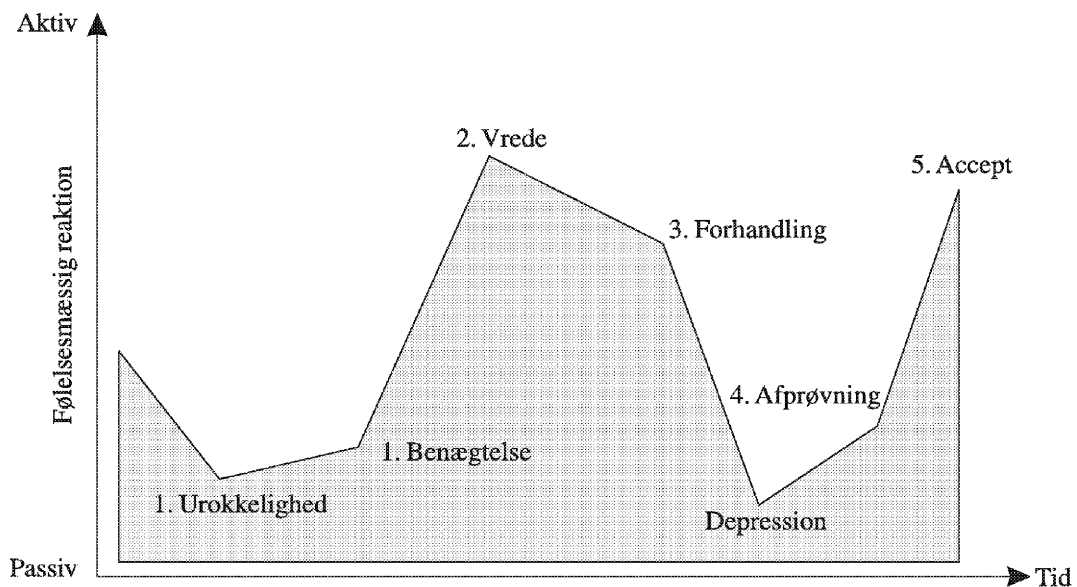 Aktiv
2. Vrede
5. Accept
Følelsesmæssig reaktion
3. Forhandling
4. Afprøvning
1. Benægtelse
1. Urokkelighed
Depression
Passiv
Tid